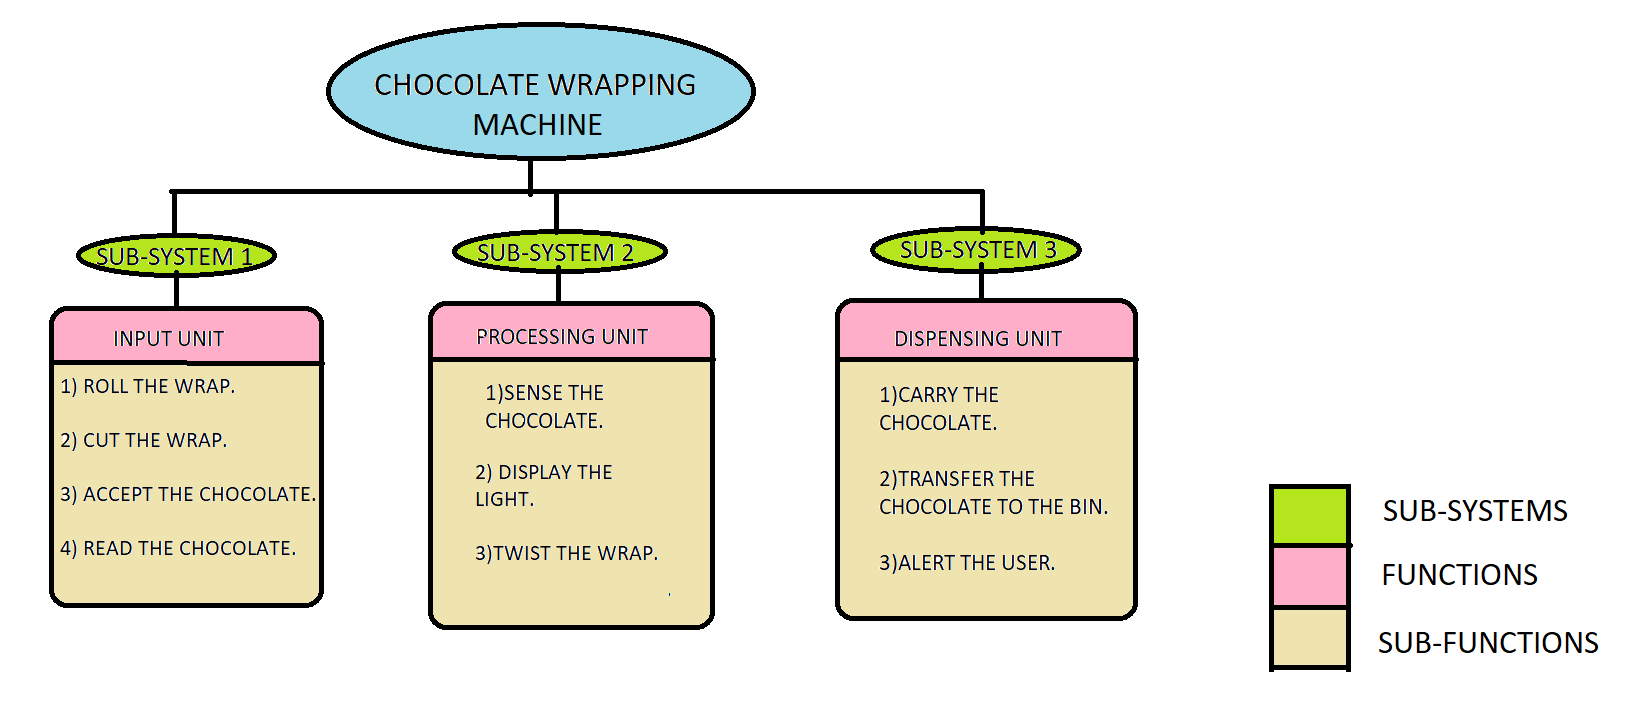 CHOCOLATE WRAPPING
MACHINE
SUB-SYSTEM 1
SUB-SYSTEM 2
SUB-SYSTEM 3
INPUT UNIT
1) ROLL THE WRAP.
2) CUT THE WRAP.
3) ACCEPT THE CHOCOLATE.
4) READ THE CHOCOLATE.
PROCESSING UNIT
1)SENSE THE
CHOCOLATE.
2) DISPLAY THE
LIGHT.
3)TWIST THE WRAP.
DISPENSING UNIT
1)CARRY THE
CHOCOLATE.
2)TRANSFER THE
CHOCOLATE TO THE BIN.
3)ALERT THE USER.
SUB-SYSTEMS
FUNCTIONS
SUB-FUNCTIONS